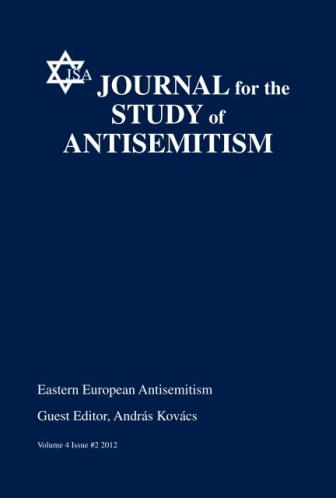 JSA
JOURNAL for the
STUDY of
ANTISEMITISM
Eastern European Antisemitism
Guest Editor, András Kovács
Volume 4 Issue #2 2012